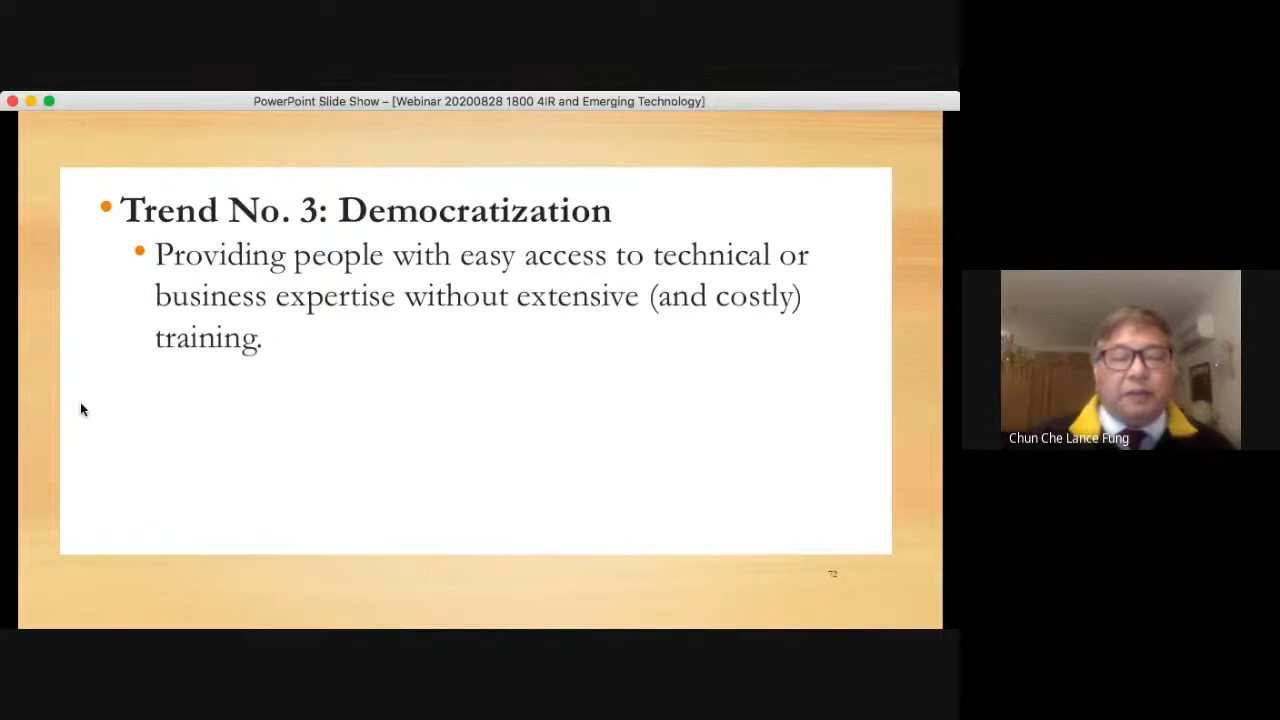 PowerPoint Slide Show – [Webinar 20200828 1800 4IR and Emerging Technology]
• Trend No. 3: Democratization
• Providing people with easy access to technical or
business expertise without extensive (and costly)
training.
72
Chun Che Lance Fung